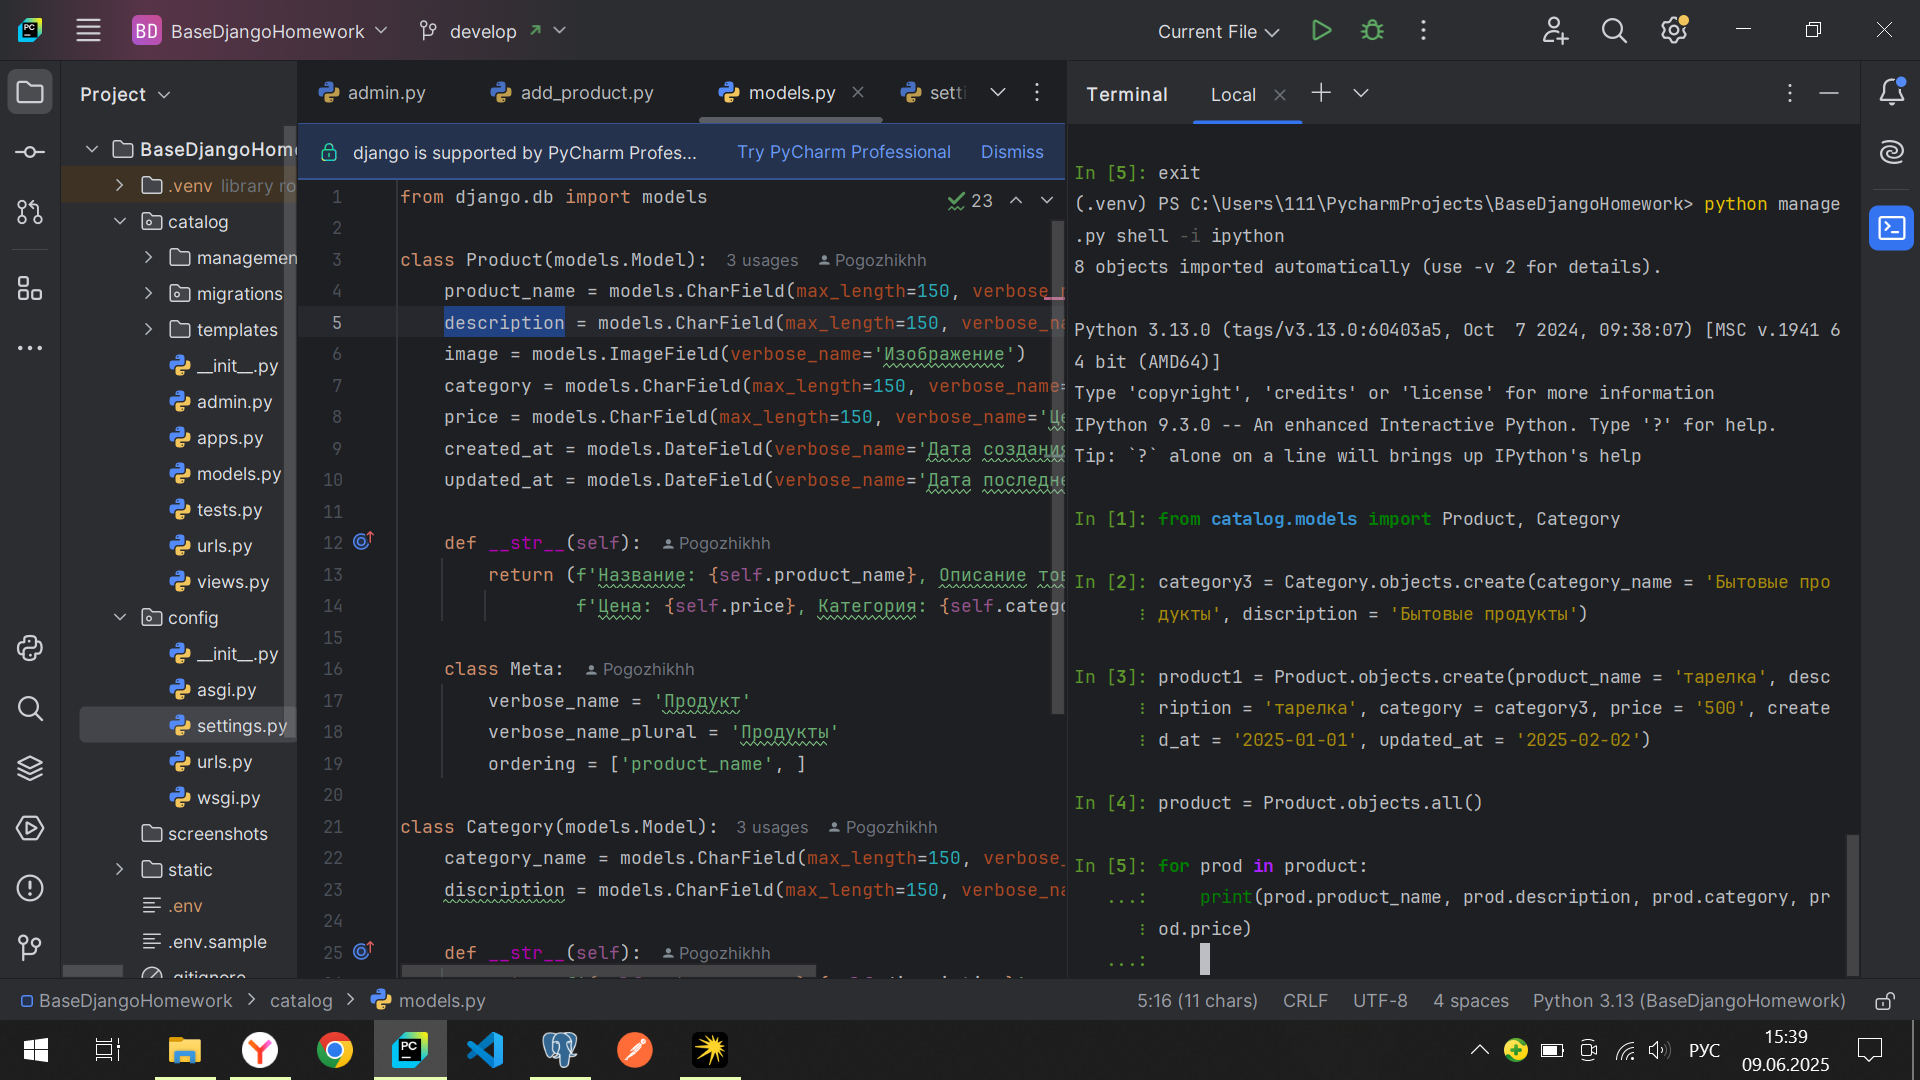 BD BaseDjangoHomework develop Current File
Project
admin.py add_product.py models.py setti
Terminal Local
django is supported by PyCharm Profes... Try PyCharm Professional Dismiss
BaseDjangoHom
.venv library ro
catalog
managemen
migrations
templates
__init__.py
admin.py
apps.py
models.py
tests.py
urls.py
views.py
config
__init__.py
asgi.py
settings.py
urls.py
wsgi.py
screenshots
static
.env
.env.sample
.gitignore
23
1 from django.db import models
2
3 class Product(models.Model): 3 usages Pogozhikhh
4 product_name = models.CharField(max_length=150, verbose_n
5 description = models.CharField(max_length=150, verbose_na
6 image = models.ImageField(verbose_name='Изображение')
7 category = models.CharField(max_length=150, verbose_name=
8 price = models.CharField(max_length=150, verbose_name='Це
9 created_at = models.DateField(verbose_name='Дата создания
10 updated_at = models.DateField(verbose_name='Дата последне
11
12 def __str__(self): Pogozhikhh
13 return (f'Название: {self.product_name}, Описание тов
14 f'Цена: {self.price}, Категория: {self.catego
15
16 class Meta: Pogozhikhh
17 verbose_name = 'Продукт'
18 verbose_name_plural = 'Продукты'
19 ordering = ['product_name', ]
20
21 class Category(models.Model): 3 usages Pogozhikhh
22 category_name = models.CharField(max_length=150, verbose_
23 discription = models.CharField(max_length=150, verbose_na
24
25 def __str__(self): Pogozhikhh
In [5]: exit
(.venv) PS C:\Users\111\PycharmProjects\BaseDjangoHomework> python manage
.py shell -i ipython
8 objects imported automatically (use -v 2 for details).
Python 3.13.0 (tags/v3.13.0:60403a5, Oct  7 2024, 09:38:07) [MSC v.1941 6
4 bit (AMD64)]
Type 'copyright', 'credits' or 'license' for more information
IPython 9.3.0 -- An enhanced Interactive Python. Type '?' for help.
Tip: `?` alone on a line will brings up IPython's help
In [1]: from catalog.models import Product, Category
In [2]: category3 = Category.objects.create(category_name = 'Бытовые про
: дукты', discription = 'Бытовые продукты')
In [3]: product1 = Product.objects.create(product_name = 'тарелка', desc
: ription = 'тарелка', category = category3, price = '500', create
: d_at = '2025-01-01', updated_at = '2025-02-02')
In [4]: product = Product.objects.all()
In [5]: for prod in product:
...: print(prod.product_name, prod.description, prod.category, pr
: od.price)
...:
BaseDjangoHomework > catalog > models.py 5:16 (11 chars) CRLF UTF-8 4 spaces Python 3.13 (BaseDjangoHomework)
PC РУС 15:39
09.06.2025